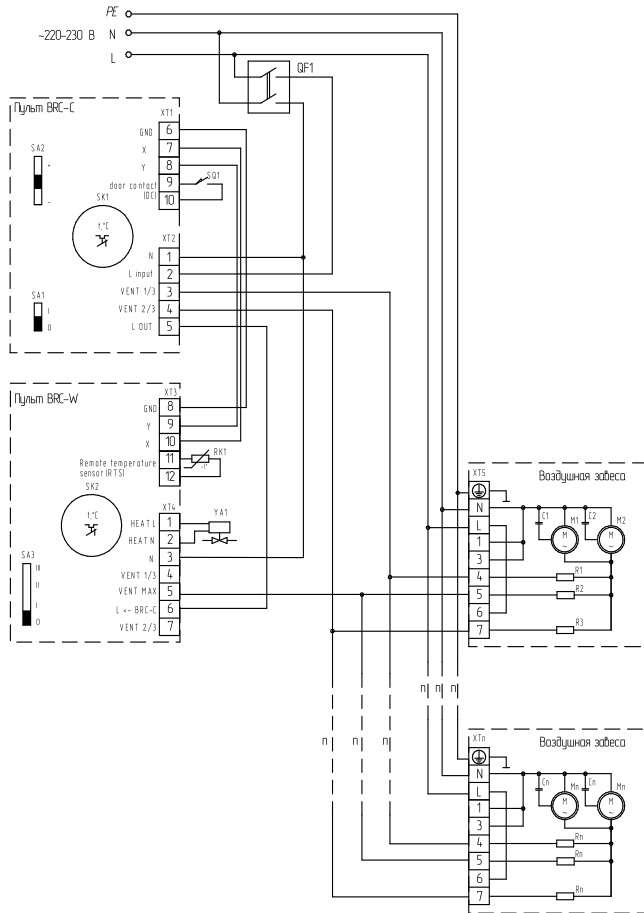 PE
~220-230 В N
L
QF1
Пульт BRC-C
XT1
GND 6
X 7
Y 8
door contact (DC) 9
10
SQ1
SA2
+
-
SK1
t,°C
XT2
N 1
L input 2
VENT 1/3 3
VENT 2/3 4
L OUT 5
SA1
I
0
Пульт BRC-W
XT3
GND 8
Y 9
X 10
Remote temperature 11
sensor (RTS) 12
RK1
-t°
SK2
t,°C
XT4
HEAT L 1
HEAT N 2
N 3
VENT 1/3 4
VENT MAX 5
L <- BRC-C 6
VENT 2/3 7
YA1
SA3
III
II
I
0
XT5
Воздушная завеса
N
L
1
3
4
5
6
7
C1
M1
C2
M2
M
~
M
~
R1
R2
R3
п
п
п
п
п
п
XTn
Воздушная завеса
N
L
1
3
4
5
6
7
Cn
Mn
Cn
Mn
M
~
M
~
Rn
Rn
Rn